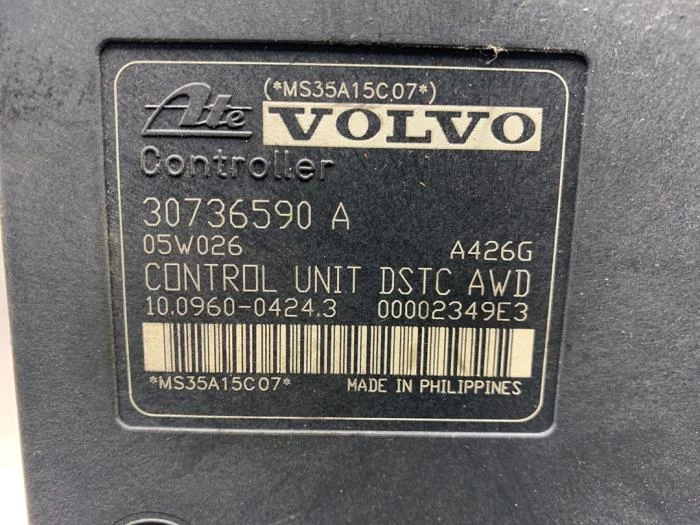 (*MS35A15C07*)
Ate VOLVO
Controller
30736590 A
05W026 A426G
CONTROL UNIT DSTC AWD
10.0960-0424.3 00002349E3
*MS35A15C07* MADE IN PHILIPPINES